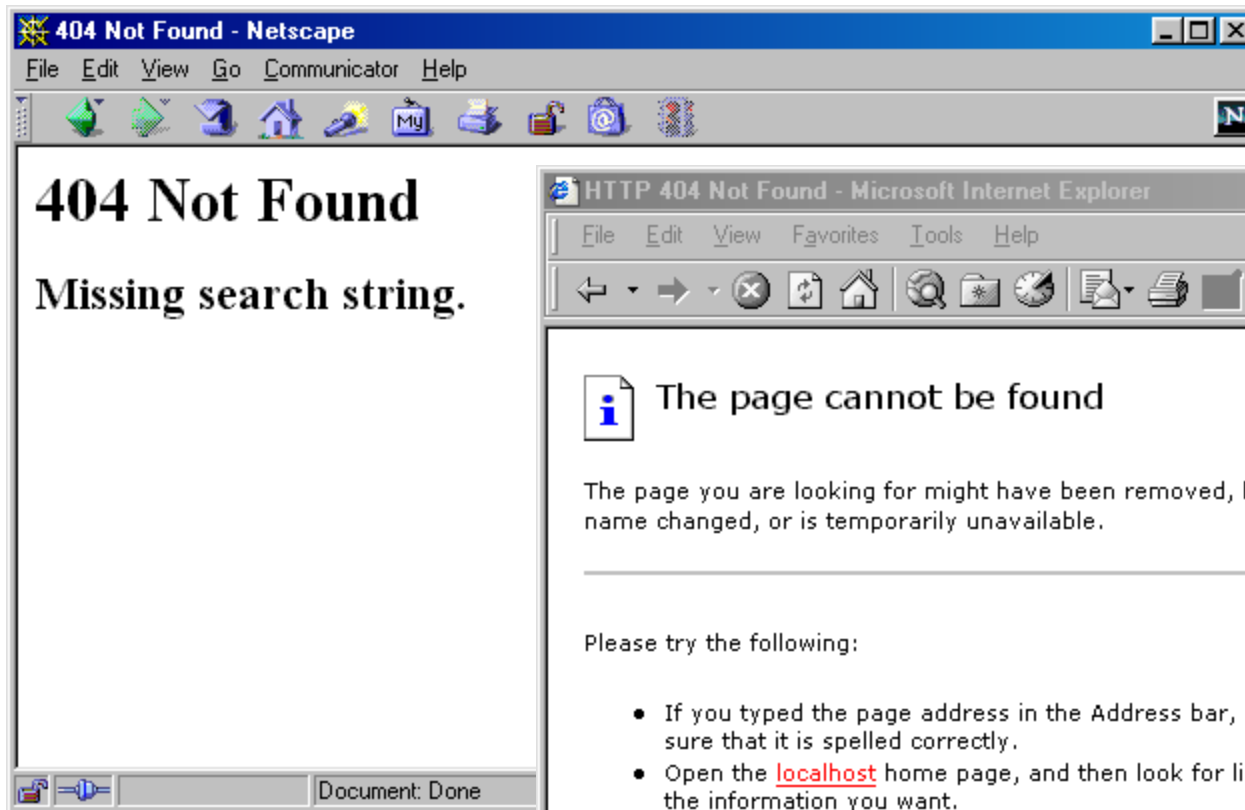 404 Not Found - Netscape
File Edit View Go Communicator Help
My
N
404 Not Found
Missing search string.
Document: Done
HTTP 404 Not Found - Microsoft Internet Explorer
File Edit View Favorites Tools Help
The page cannot be found
The page you are looking for might have been removed,
name changed, or is temporarily unavailable.
Please try the following:
If you typed the page address in the Address bar,
sure that it is spelled correctly.
Open the localhost home page, and then look for
the information you want.